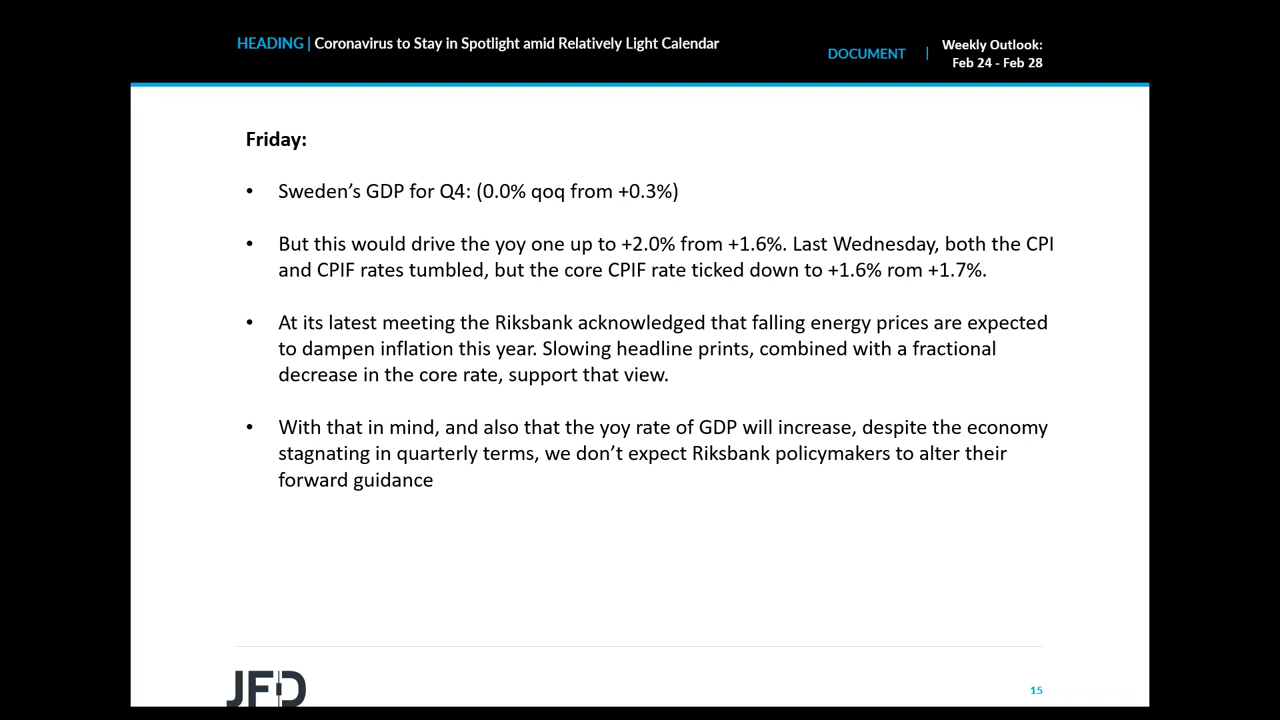 HEADING | Coronavirus to Stay in Spotlight amid Relatively Light Calendar
DOCUMENT | Weekly Outlook:
Feb 24 - Feb 28
Friday:
• Sweden’s GDP for Q4: (0.0% qoq from +0.3%)
• But this would drive the yoy one up to +2.0% from +1.6%. Last Wednesday, both the CPI
and CPIF rates tumbled, but the core CPIF rate ticked down to +1.6% rom +1.7%.
• At its latest meeting the Riksbank acknowledged that falling energy prices are expected
to dampen inflation this year. Slowing headline prints, combined with a fractional
decrease in the core rate, support that view.
• With that in mind, and also that the yoy rate of GDP will increase, despite the economy
stagnating in quarterly terms, we don’t expect Riksbank policymakers to alter their
forward guidance
JFD
15